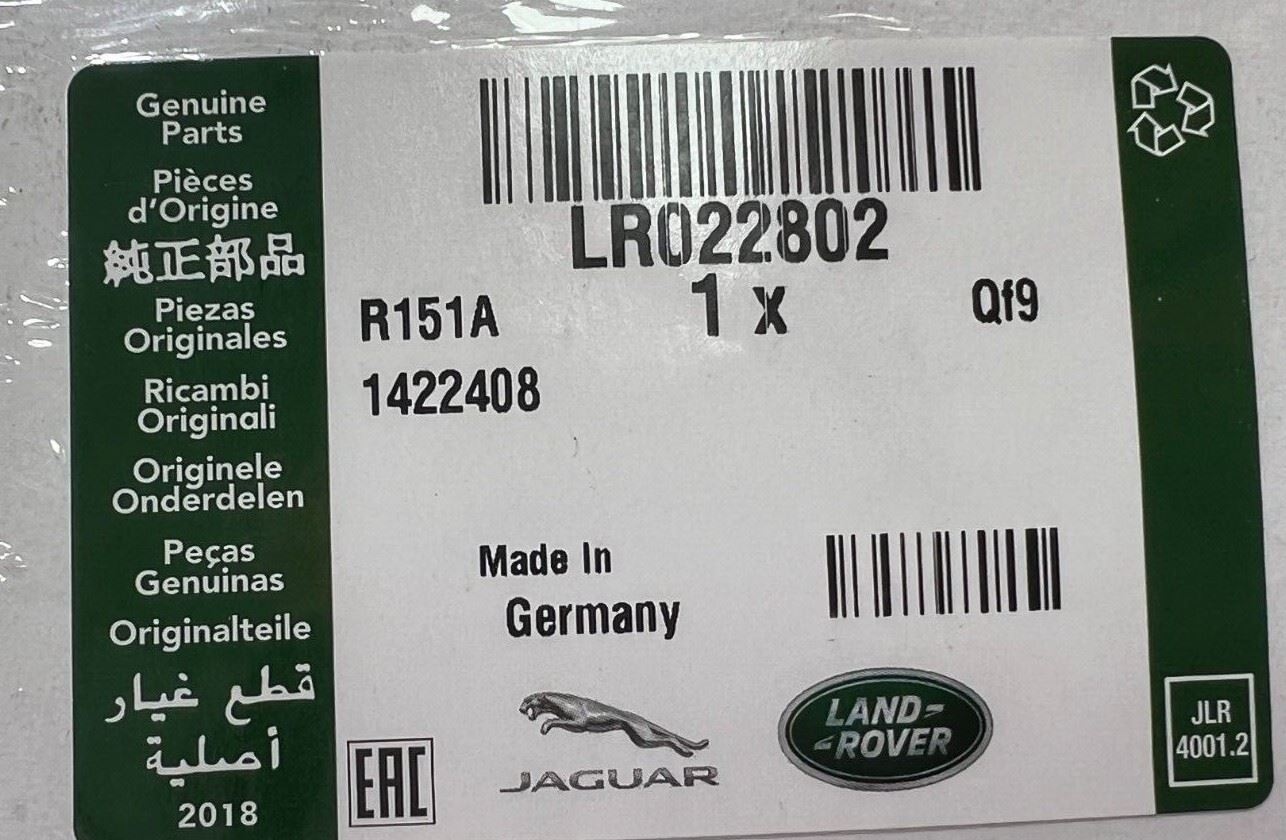 Genuine
Parts
Pièces
d'Origine
純正部品
Piezas
Originales
Ricambi
Originali
Originele
Onderdelen
Peças
Genuinas
Originalteile
قطع غيار
أصلية
2018
LR022802
1 x
R151A
Qf9
1422408
Made In
Germany
EAC
JAGUAR
LAND-
-ROVER
JLR
4001.2